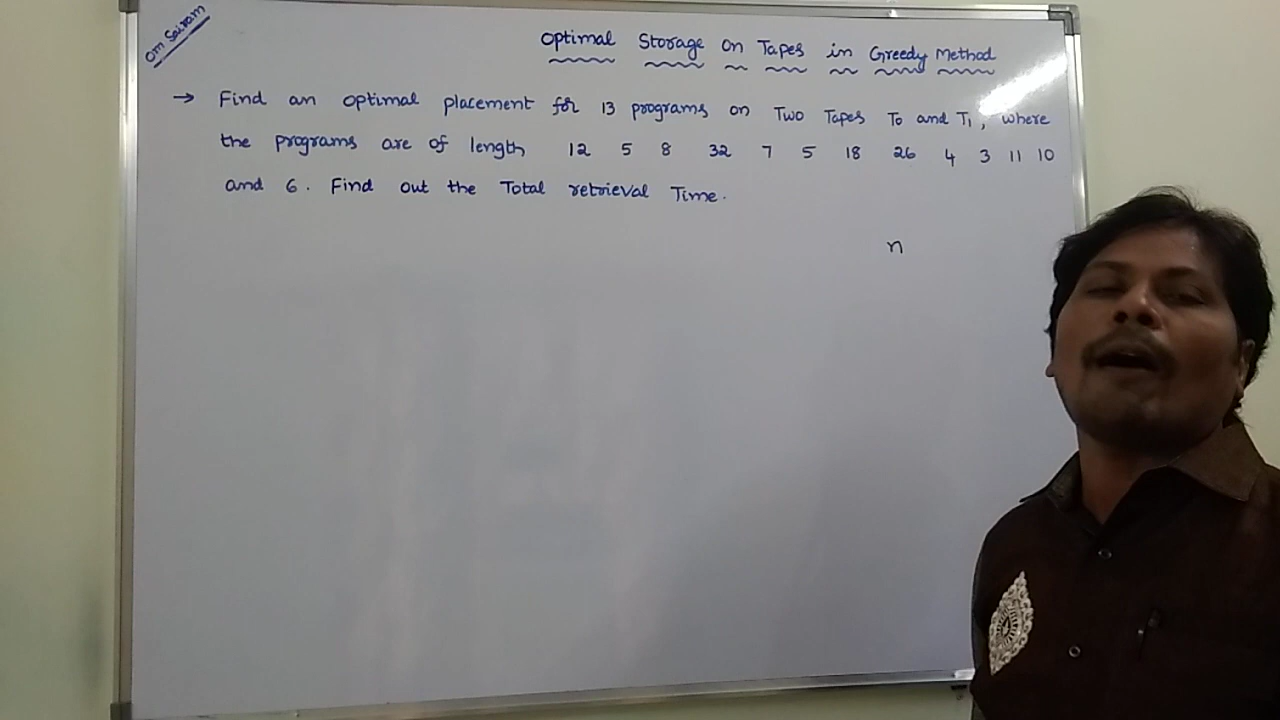 Om Sairam
Optimal Storage On Tapes in Greedy Method
→ Find an optimal placement for 13 programs on Two Tapes T0 and T1, where
the programs are of length 12 5 8 32 7 5 18 26 4 3 11 10
and 6. Find out the Total retrieval Time.
n